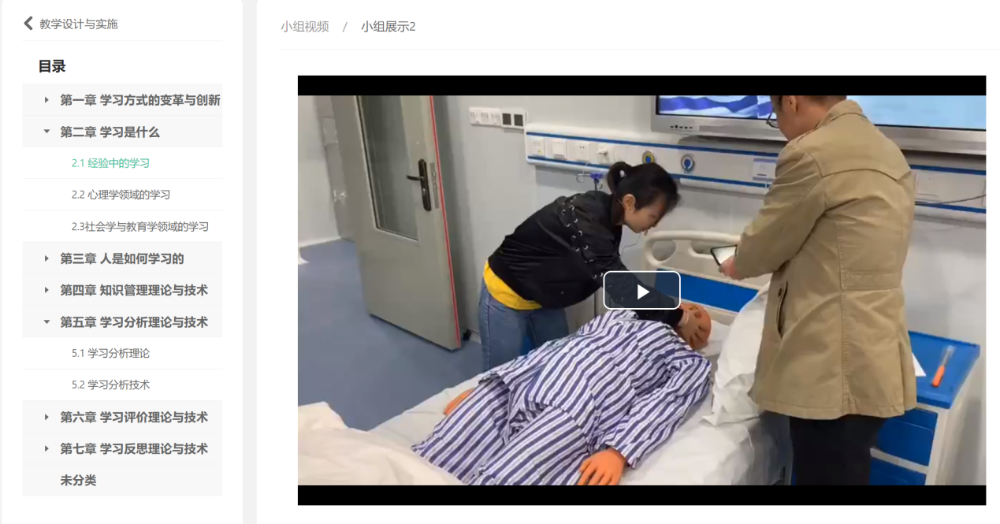 教学设计与实施
目录
第一章 学习方式的变革与创新
第二章 学习是什么
2.1 经验中的学习
2.2 心理学领域的学习
2.3社会学与教育学领域的学习
第三章 人是如何学习的
第四章 知识管理理论与技术
第五章 学习分析理论与技术
5.1 学习分析理论
5.2 学习分析技术
第六章 学习评价理论与技术
第七章 学习反思理论与技术
未分类
小组视频 / 小组展示2